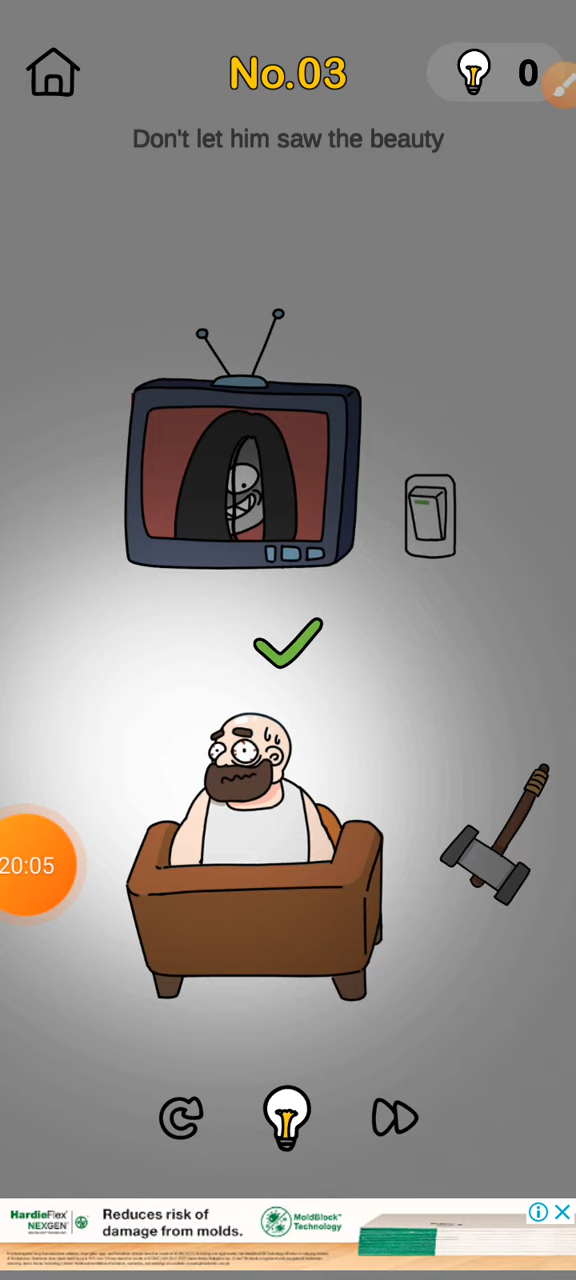 No.03
0
Don't let him saw the beauty
20:05
HardieFlex
NEXGEN
Reduces risk of
damage from molds.
MoldBlock
Technology